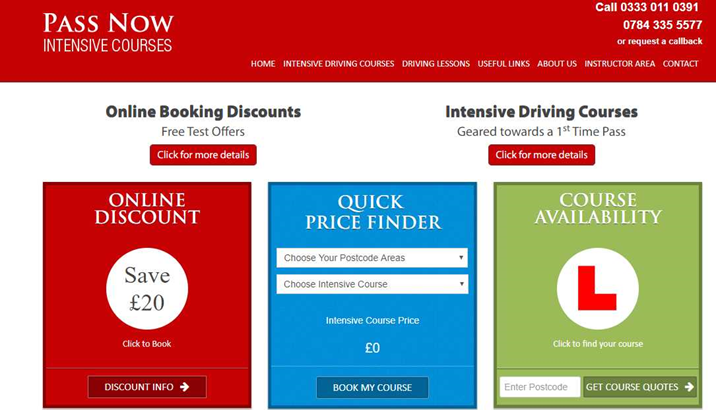 PASS NOW
INTENSIVE COURSES
Call 0333 011 0391
0784 335 5577
or request a callback
HOME INTENSIVE DRIVING COURSES DRIVING LESSONS USEFUL LINKS ABOUT US INSTRUCTOR AREA CONTACT
Online Booking Discounts
Free Test Offers
Click for more details
Intensive Driving Courses
Geared towards a 1st Time Pass
Click for more details
ONLINE
DISCOUNT
Save
£20
Click to Book
DISCOUNT INFO
QUICK
PRICE FINDER
Choose Your Postcode Areas
Choose Intensive Course
Intensive Course Price
£0
BOOK MY COURSE
COURSE
AVAILABILITY
L
Click to find your course
Enter Postcode
GET COURSE QUOTES